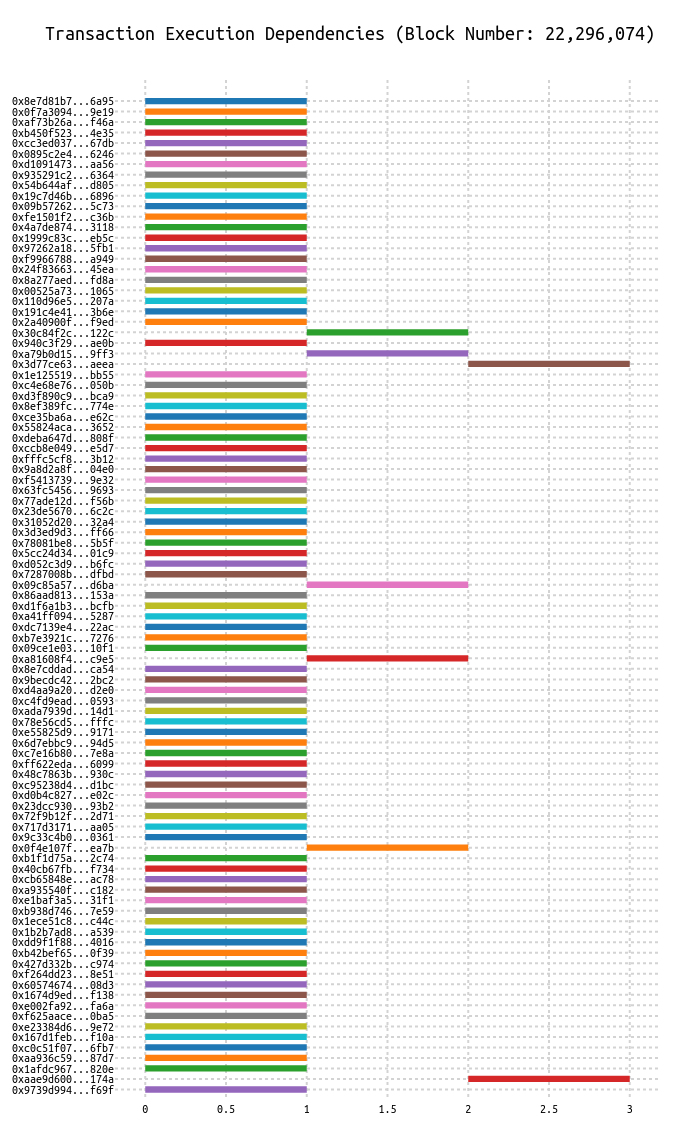 Transaction Execution Dependencies (Block Number: 22,296,074)
0x8e7d81b7...6a95
0x0f7a3094...9e19
0xaf73b26a...f46a
0xb450f523...4e35
0xcc3ed037...67db
0x0895c2e4...6246
0xd1091473...aa56
0x935291c2...6364
0x54b644af...d805
0x19c7d46b...6896
0x09b57262...5c73
0xfe1501f2...c36b
0x4a7de874...3118
0x1999c83c...eb5c
0x97262a18...5fb1
0xf9966788...a949
0x24f83663...45ea
0x8a277aed...fd8a
0x00525a73...1065
0x110d96e5...207a
0x191c4e41...3b6e
0x2a40900f...f9ed
0x30c84f2c...122c
0x940c3f29...ae0b
0xa79b0d15...9ff3
0x3d77ce63...aeea
0x1e125519...bb55
0xc4e68e76...050b
0xd3f890c9...bca9
0x8ef389fc...774e
0xce35ba6a...e62c
0x55824aca...3652
0xdeba647d...808f
0xccb8e049...e5d7
0xfffc5cf8...3b12
0x9a8d2a8f...04e0
0xf5413739...9e32
0x63fc5456...9693
0x77ade12d...f56b
0x23de5670...6c2c
0x31052d20...32a4
0x3d3ed9d3...ff66
0x78081be8...5b5f
0x5cc24d34...01c9
0xd052c3d9...b6fc
0x7287008b...dfbd
0x09c85a57...d6ba
0x86aad813...153a
0xd1f6a1b3...bcfb
0xa41ff094...5287
0xdc7139e4...22ac
0xb7e3921c...7276
0x09ce1e03...10f1
0xa81608f4...c9e5
0x8e7cddad...ca54
0x9becdc42...2bc2
0xd4aa9a20...d2e0
0xc4fd9ead...0593
0xada7939d...14d1
0x78e56cd5...fffc
0xe55825d9...9171
0x6d7ebbc9...94d5
0xc7e16b80...7e8a
0xff622eda...6099
0x48c7863b...930c
0xc95238d4...d1bc
0xd0b4c827...e02c
0x23dcc930...93b2
0x72f9b12f...2d71
0x717d3171...aa05
0x9c33c4b0...0361
0x0f4e107f...ea7b
0xb1f1d75a...2c74
0x40cb67fb...f734
0xcb65848e...ac78
0xa935540f...c182
0xe1baf3a5...31f1
0xb938d746...7e59
0x1ece51c8...c44c
0x1b2b7ad8...a539
0xdd9f1f88...4016
0xb42bef65...0f39
0x427d332b...c974
0xf264dd23...8e51
0x60574674...08d3
0x1674d9ed...f138
0xe002fa92...fa6a
0xf625aace...0ba5
0xe23384d6...9e72
0x167d1feb...f10a
0xc0c51f07...6fb7
0xaa936c59...87d7
0x1afdc967...820e
0xaae9d600...174a
0x9739d994...f69f
0 0.5 1 1.5 2 2.5 3